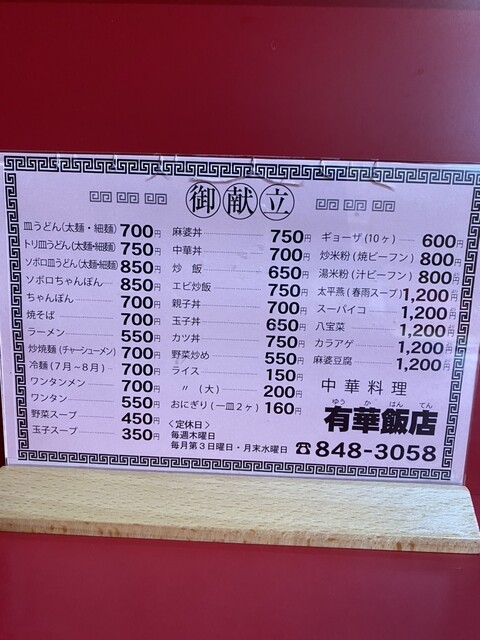 御献立
皿うどん(太麺・細麺) 700円
トリ皿うどん(太麺・細麺) 750円
ソボロ皿うどん(太麺・細麺) 850円
ソボロちゃんぽん 850円
ちゃんぽん 700円
焼そば 700円
ラーメン 550円
炒焼麺(チャーシューメン) 700円
冷麺(7月～8月) 700円
ワンタンメン 700円
ワンタン 550円
野菜スープ 450円
玉子スープ 350円
麻婆丼 750円
中華丼 700円
炒飯 650円
エビ炒飯 750円
親子丼 700円
玉子丼 650円
カツ丼 750円
野菜炒め 550円
ライス 150円
〃 (大) 200円
おにぎり(一皿2ヶ) 160円
〈定休日〉
毎週木曜日
毎月第3日曜日・月末水曜日
ギョーザ(10ヶ) 600円
炒米粉(焼ビーフン) 800円
湯米粉(汁ビーフン) 800円
太平燕(春雨スープ) 1,200円
スーパイコ 1,200円
八宝菜 1,200円
カラアゲ 1,200円
麻婆豆腐 1,200円
中華料理
ゆうかはんてん
有華飯店
☎848-3058